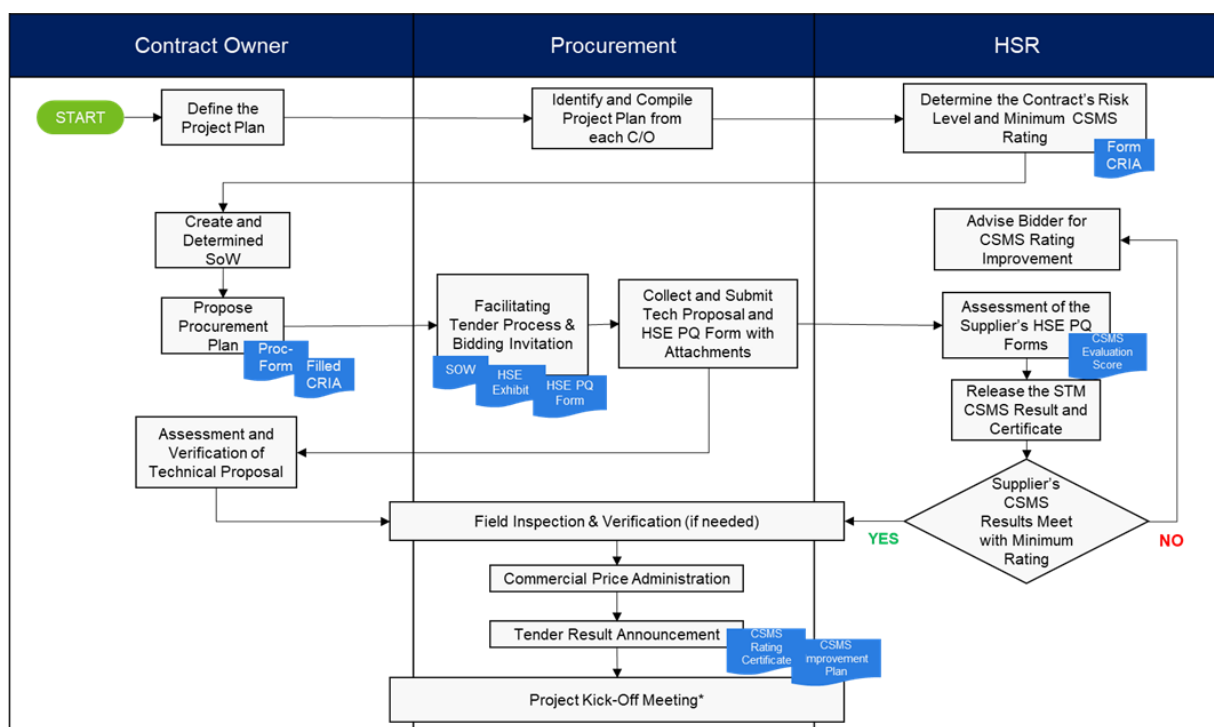 Contract Owner
Procurement
HSR
START
Define the
Project Plan
Identify and Compile
Project Plan from
each C/O
Determine the Contract's Risk
Level and Minimum CSMS
Rating
Form
CRIA
Create and
Determined
SoW
Advise Bidder for
CSMS Rating
Improvement
Propose
Procurement
Plan
Proc-
Form
Filled
CRIA
Facilitating
Tender Process &
Bidding Invitation
SOW
HSE
Exhibit
HSE PQ
Form
Collect and Submit
Tech Proposal and
HSE PQ Form with
Attachments
Assessment of the
Supplier's HSE PQ
Forms
CSMS
Evaluation
Score
Release the STM
CSMS Result and
Certificate
Assessment and
Verification of
Technical Proposal
Supplier's
CSMS
Results Meet
with Minimum
Rating
YES
NO
Field Inspection & Verification (if needed)
Commercial Price Administration
Tender Result Announcement
CSMS
Rating
Certificate
CSMS
Improvement
Plan
Project Kick-Off Meeting*